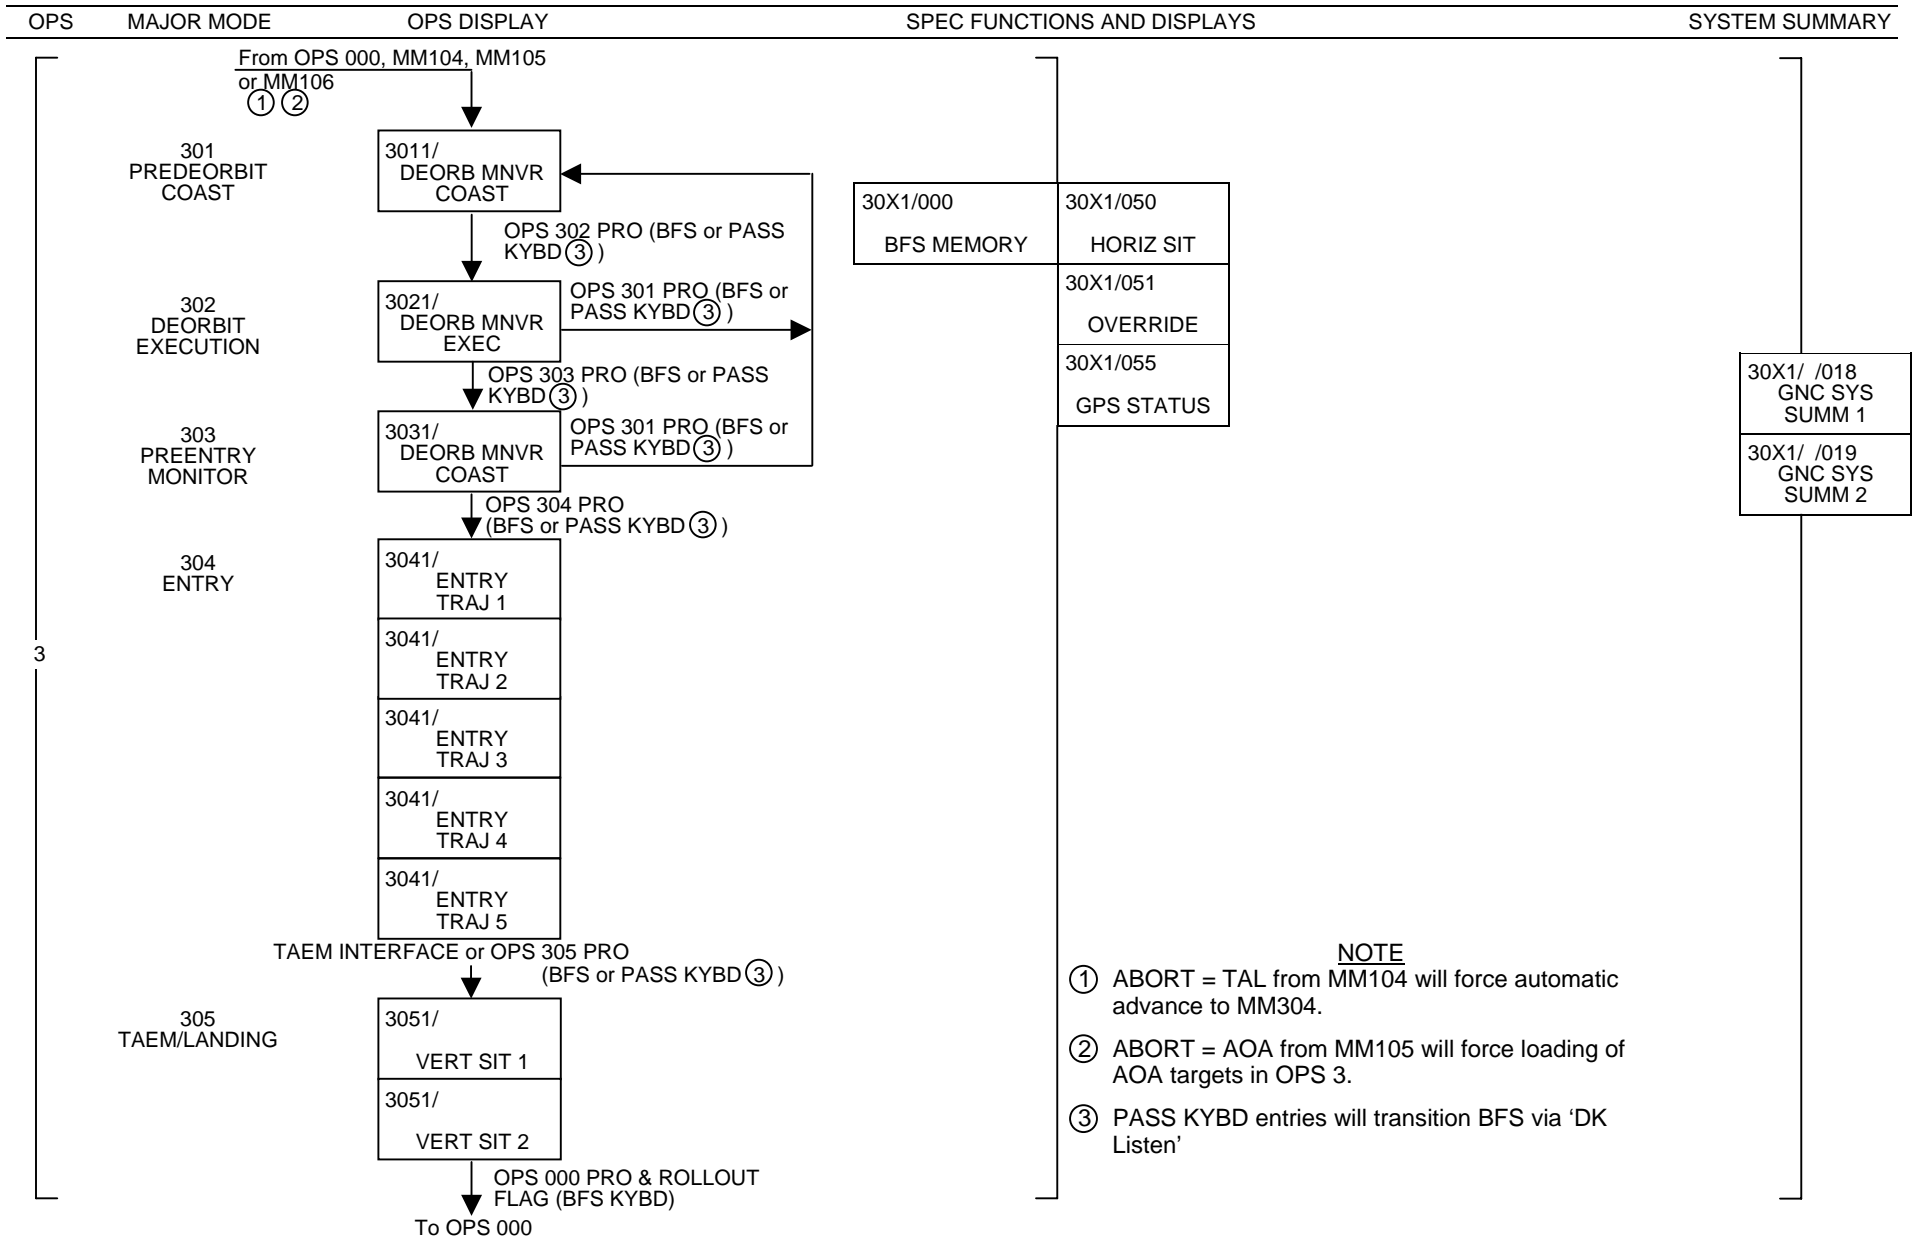 OPS MAJOR MODE OPS DISPLAY SPEC FUNCTIONS AND DISPLAYS SYSTEM SUMMARY
From OPS 000, MM104, MM105
or MM106
① ②
301
PREDEORBIT
COAST
3011/
DEORB MNVR
COAST
OPS 302 PRO (BFS or PASS
KYBD ③ )
302
DEORBIT
EXECUTION
3021/
DEORB MNVR
EXEC
OPS 301 PRO (BFS or
PASS KYBD ③ )
OPS 303 PRO (BFS or PASS
KYBD ③ )
303
PREENTRY
MONITOR
3031/
DEORB MNVR
COAST
OPS 301 PRO (BFS or
PASS KYBD ③ )
OPS 304 PRO
(BFS or PASS KYBD ③ )
304
ENTRY
3041/
ENTRY
TRAJ 1
3041/
ENTRY
TRAJ 2
3
3041/
ENTRY
TRAJ 3
3041/
ENTRY
TRAJ 4
3041/
ENTRY
TRAJ 5
TAEM INTERFACE or OPS 305 PRO
(BFS or PASS KYBD ③ )
305
TAEM/LANDING
3051/
VERT SIT 1
3051/
VERT SIT 2
OPS 000 PRO & ROLLOUT
FLAG (BFS KYBD)
To OPS 000
30X1/000
BFS MEMORY
30X1/050
HORIZ SIT
30X1/051
OVERRIDE
30X1/055
GPS STATUS
30X1/ /018
GNC SYS
SUMM 1
30X1/ /019
GNC SYS
SUMM 2
NOTE
① ABORT = TAL from MM104 will force automatic
advance to MM304.
② ABORT = AOA from MM105 will force loading of
AOA targets in OPS 3.
③ PASS KYBD entries will transition BFS via ‘DK
Listen’